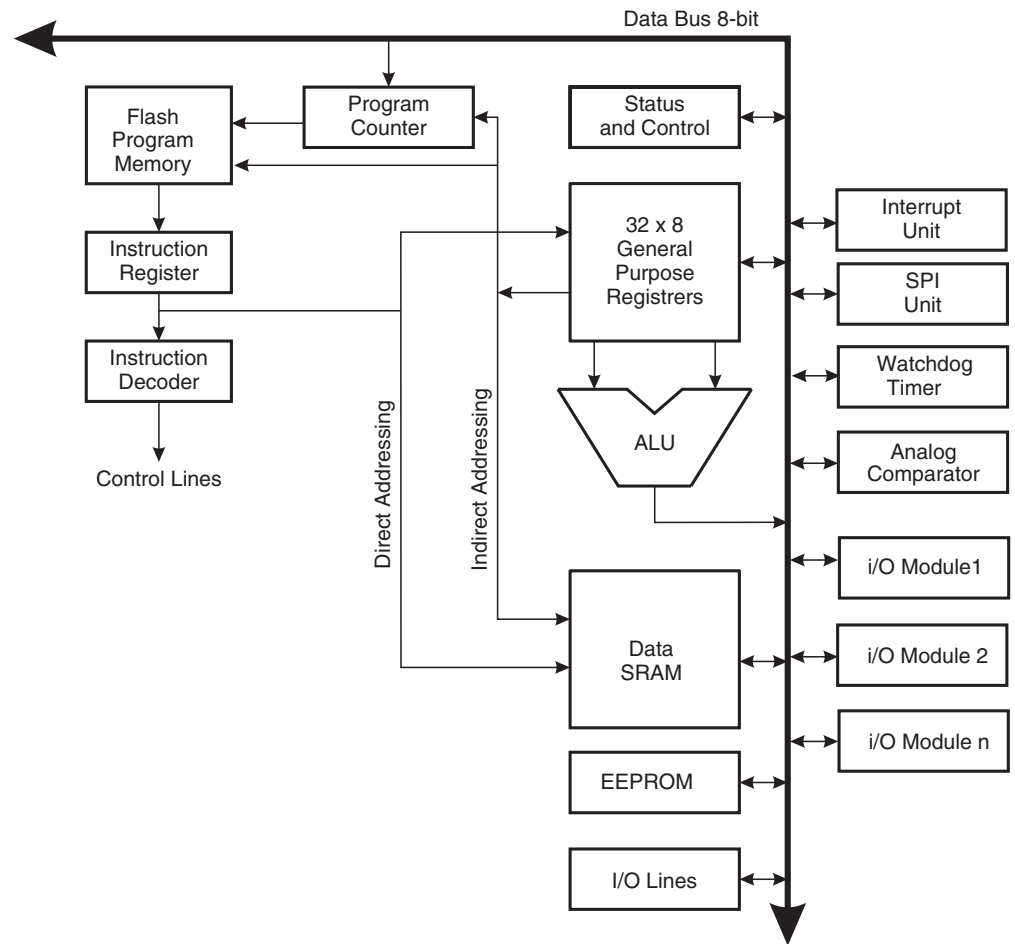 Data Bus 8-bit
Flash
Program
Memory
Program
Counter
Status
and Control
32 x 8
General
Purpose
Registrers
Interrupt
Unit
Instruction
Register
SPI
Unit
Instruction
Decoder
Watchdog
Timer
Direct Addressing
Indirect Addressing
ALU
Analog
Comparator
Control Lines
i/O Module1
Data
SRAM
i/O Module 2
i/O Module n
EEPROM
I/O Lines